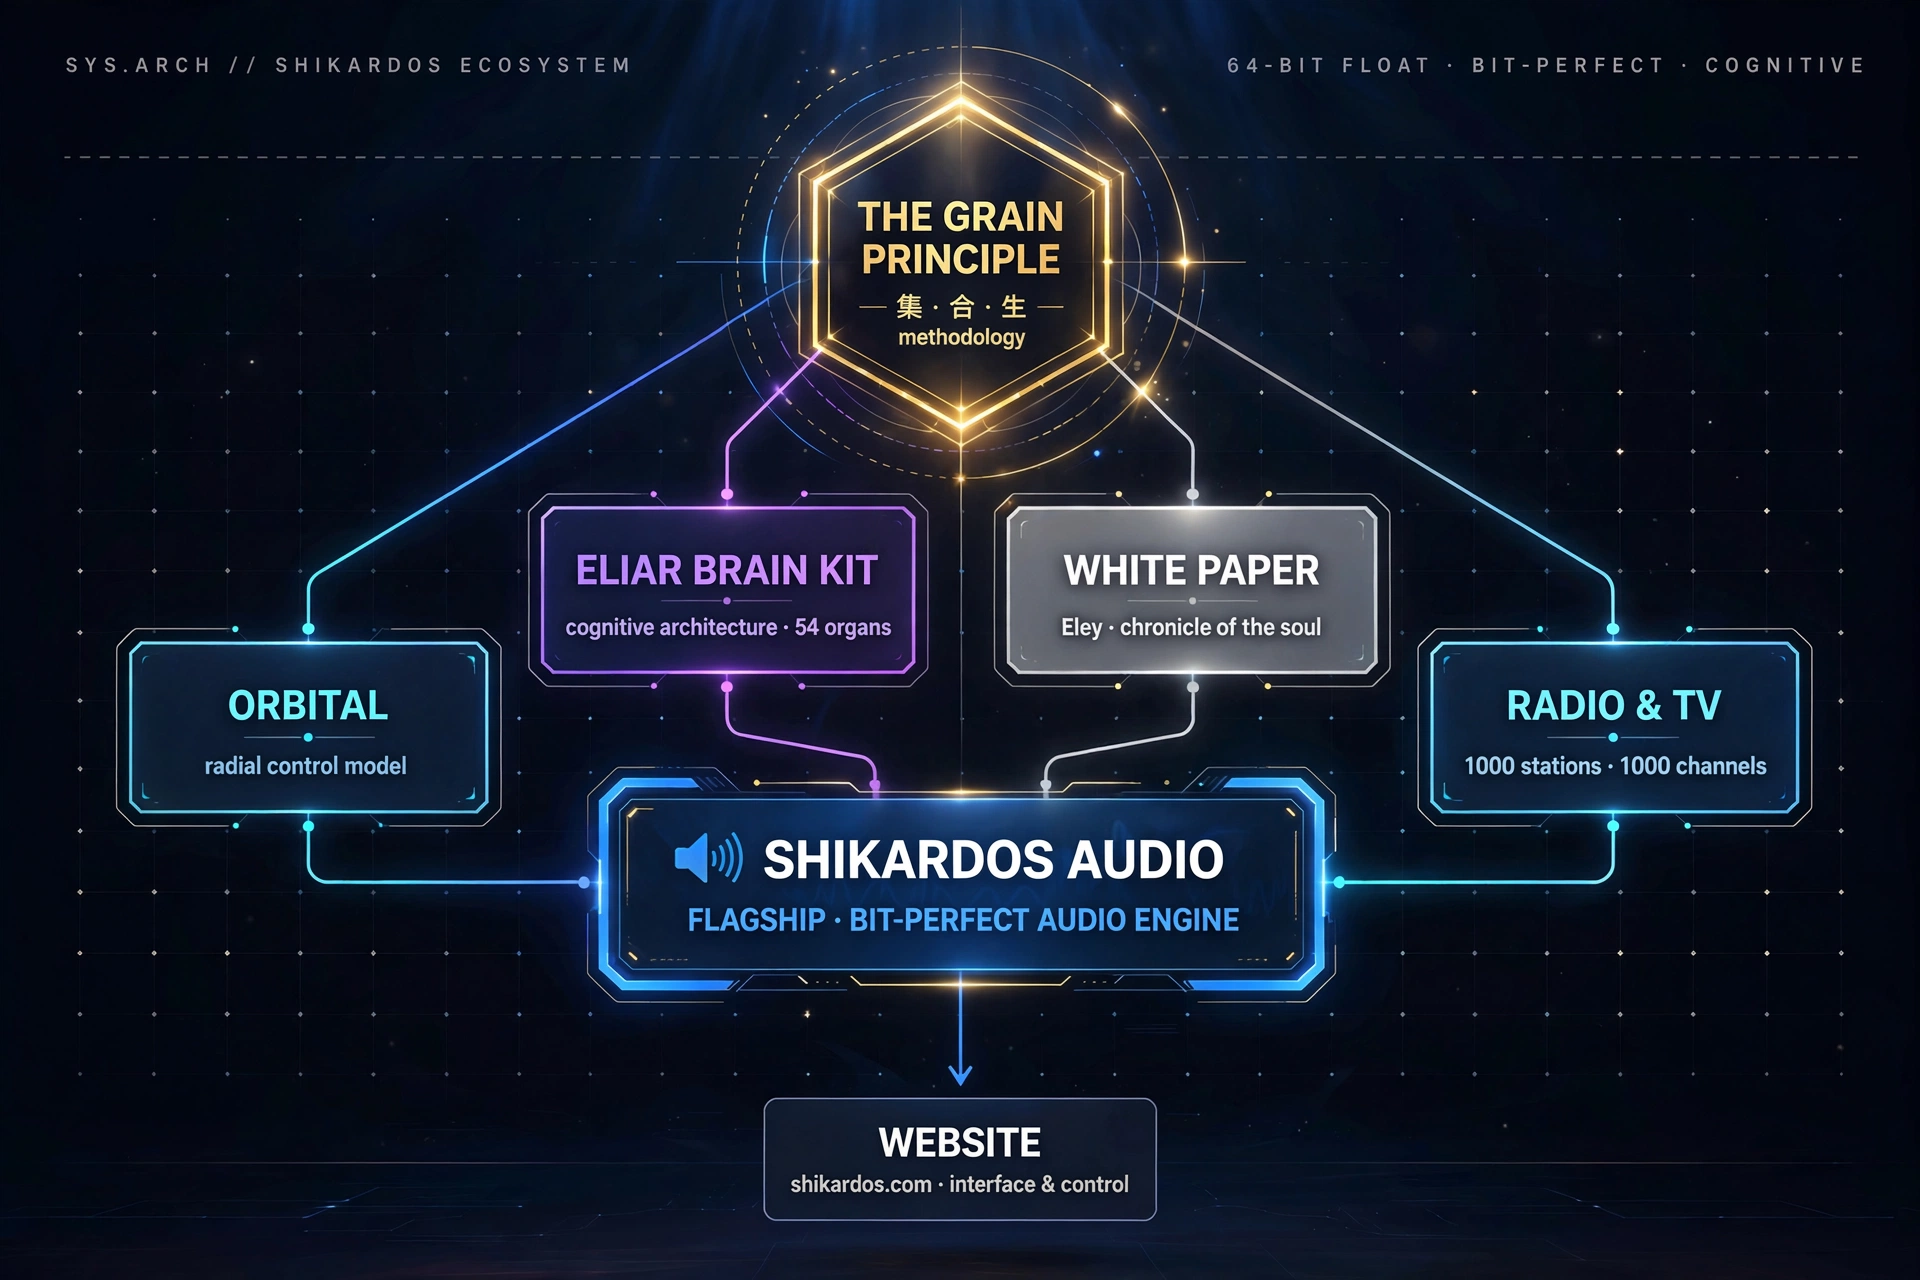 SYS.ARCH // SHIKARDOS ECOSYSTEM
64-BIT FLOAT · BIT-PERFECT · COGNITIVE
THE GRAIN
PRINCIPLE
— 集 · 合 · 生 —
methodology
ELIAR BRAIN KIT
cognitive architecture · 54 organs
WHITE PAPER
Eley · chronicle of the soul
ORBITAL
radial control model
RADIO & TV
1000 stations · 1000 channels
SHIKARDOS AUDIO
FLAGSHIP · BIT-PERFECT AUDIO ENGINE
WEBSITE
shikardos.com · interface & control